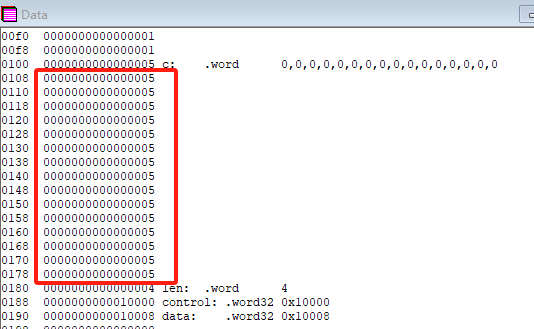 Data
00f0 0000000000000001
00f8 0000000000000001
0100 0000000000000005 c: .word 0,0,0,0,0,0,0,0,0,0,0,0,0,0,0,0
0108 0000000000000005
0110 0000000000000005
0118 0000000000000005
0120 0000000000000005
0128 0000000000000005
0130 0000000000000005
0138 0000000000000005
0140 0000000000000005
0148 0000000000000005
0150 0000000000000005
0158 0000000000000005
0160 0000000000000005
0168 0000000000000005
0170 0000000000000005
0178 0000000000000005
0180 0000000000000004 len: .word 4
0188 0000000000010000 control: .word32 0x10000
0190 0000000000010008 data: .word32 0x10008